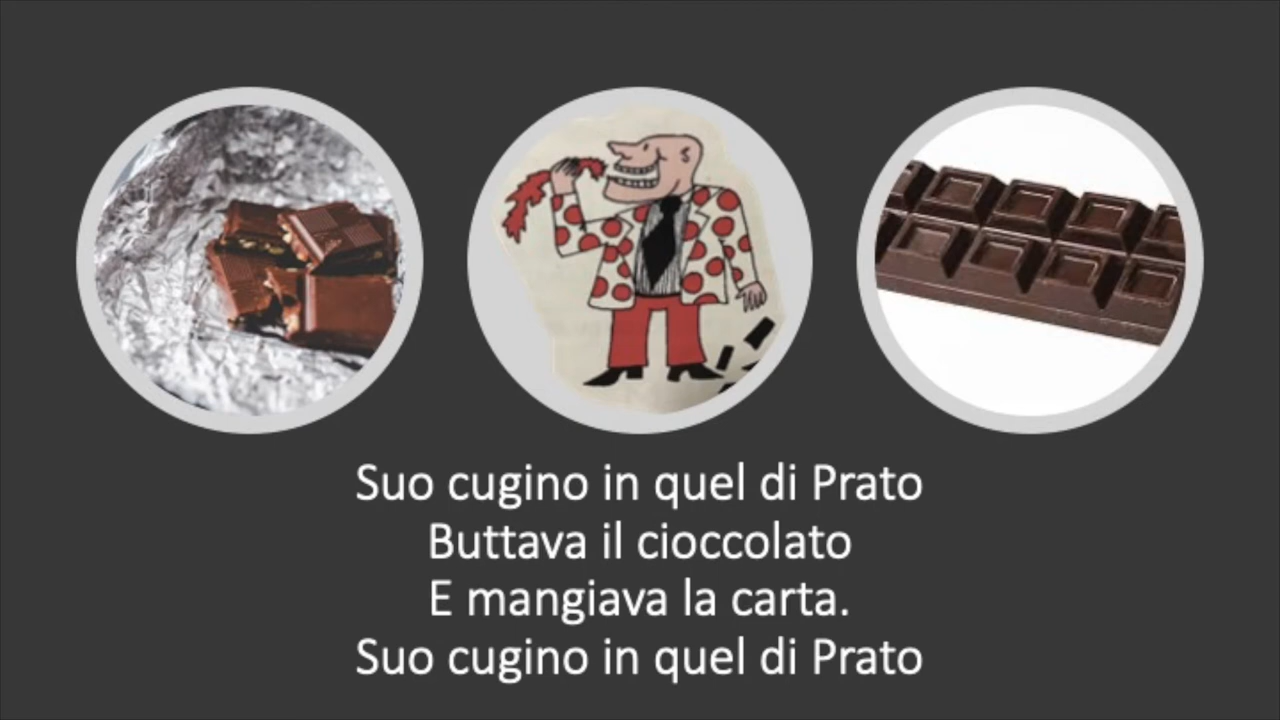 Suo cugino in quel di Prato
Buttava il cioccolato
E mangiava la carta.
Suo cugino in quel di Prato